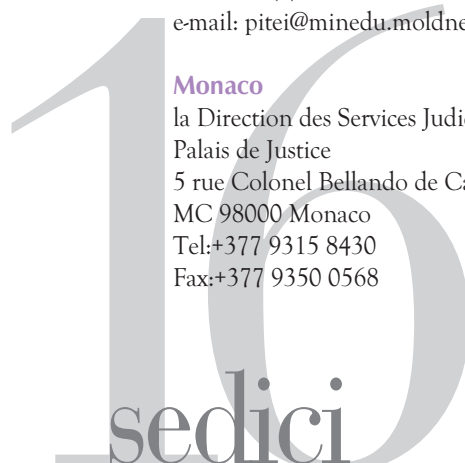 e-mail: pitei@minedu.moldne
Monaco
la Direction des Services Judi
Palais de Justice
5 rue Colonel Bellando de Ca
MC 98000 Monaco
Tel:+377 9315 8430
Fax:+377 9350 0568
16
sedici